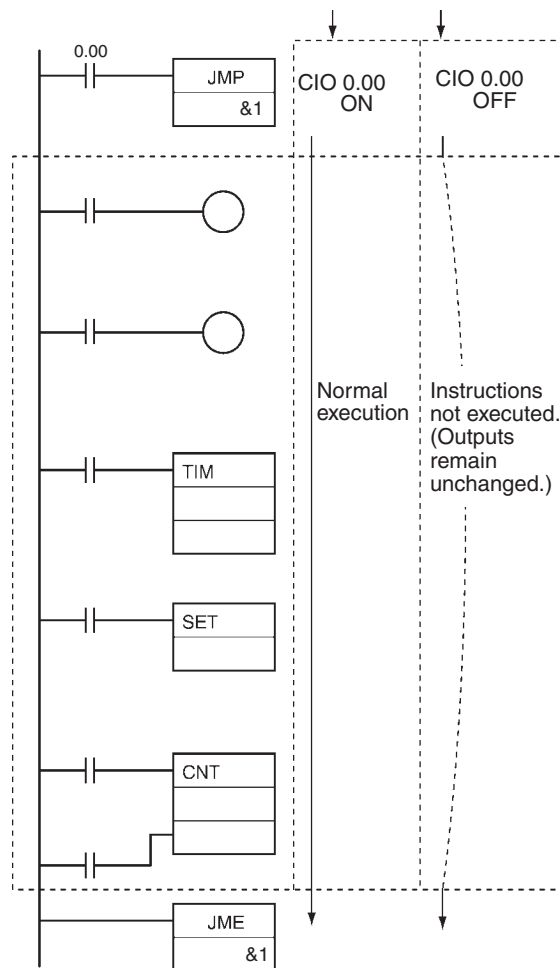 0.00
JMP
&1
CIO 0.00
ON
CIO 0.00
OFF
Normal
execution
Instructions
not executed.
(Outputs
remain
unchanged.)
TIM
SET
CNT
JME
&1